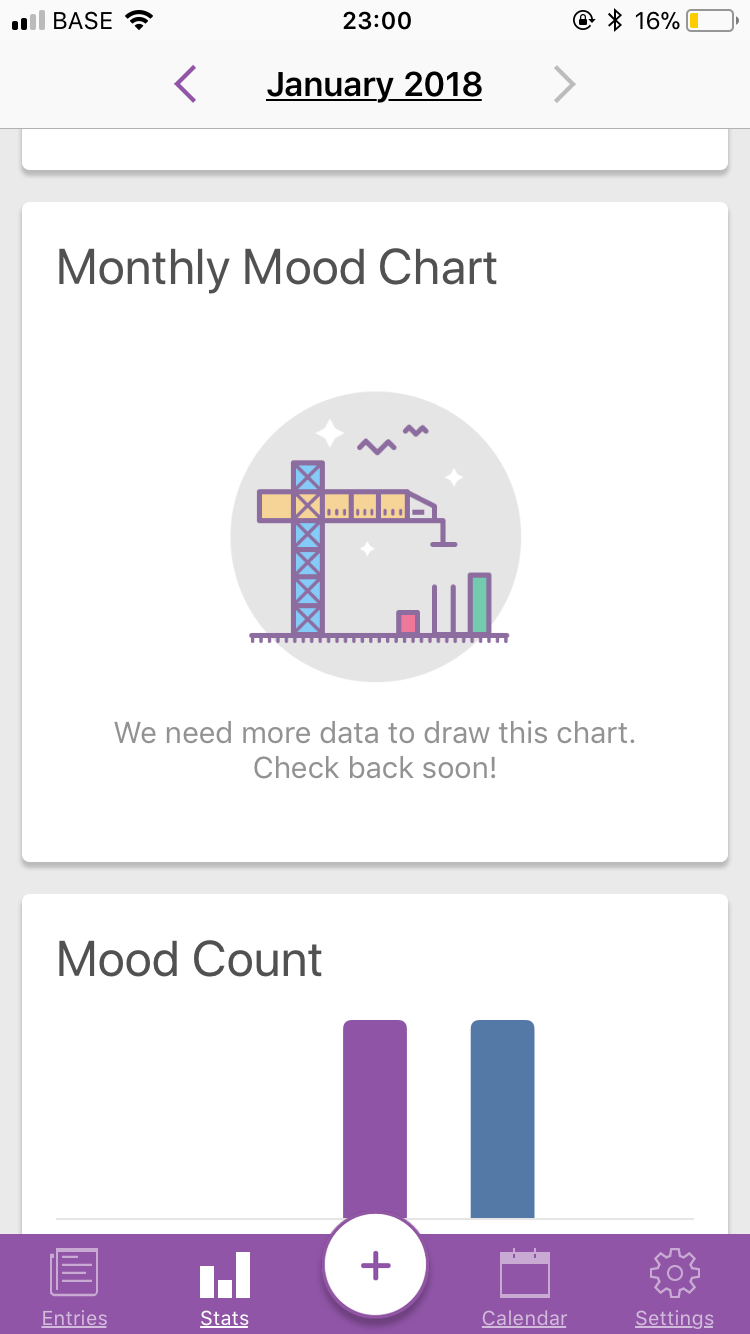 BASE 23:00 16%
January 2018
Monthly Mood Chart
We need more data to draw this chart.
Check back soon!
Mood Count
+
Entries Stats Calendar Settings